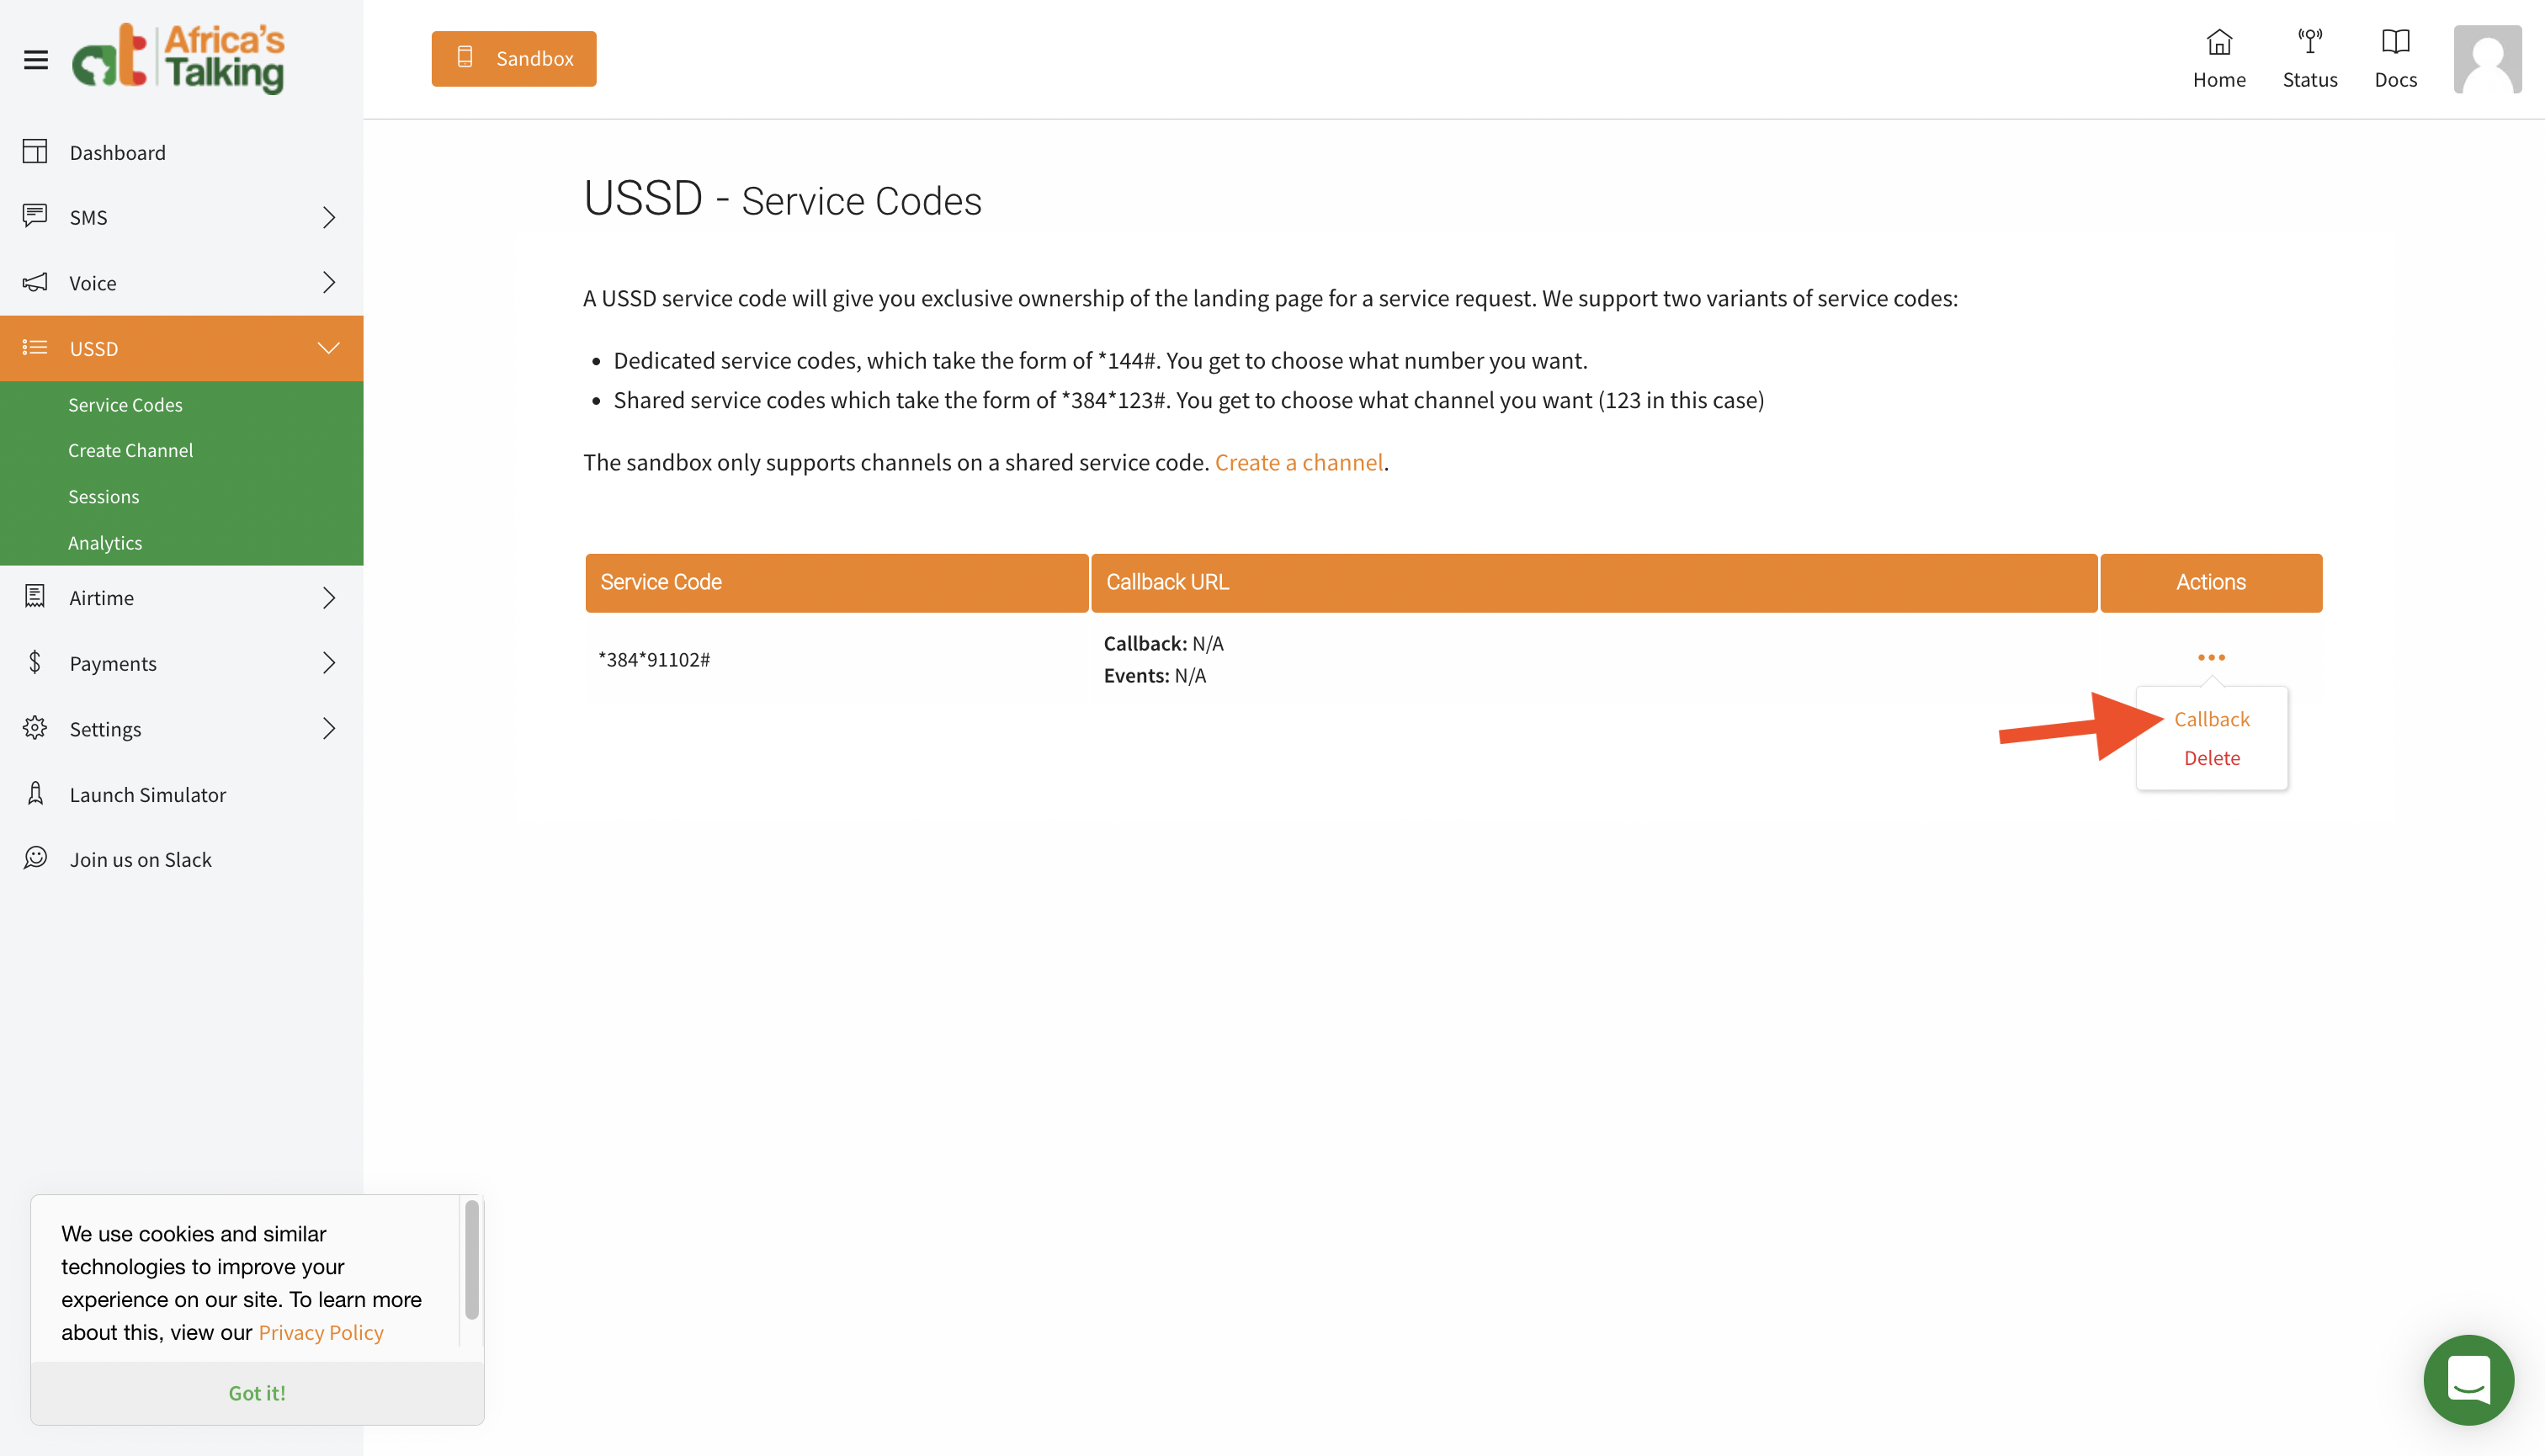 Africa's
Talking
Sandbox
Home
Status
Docs
Dashboard
SMS
Voice
USSD
Service Codes
Create Channel
Sessions
Analytics
Airtime
Payments
Settings
Launch Simulator
Join us on Slack
USSD - Service Codes
A USSD service code will give you exclusive ownership of the landing page for a service request. We support two variants of service codes:
• Dedicated service codes, which take the form of *144#. You get to choose what number you want.
• Shared service codes which take the form of *384*123#. You get to choose what channel you want (123 in this case)
The sandbox only supports channels on a shared service code. Create a channel.
Service Code
Callback URL
Actions
*384*91102#
Callback: N/A
Events: N/A
Callback
Delete
We use cookies and similar
technologies to improve your
experience on our site. To learn more
about this, view our Privacy Policy
Got it!